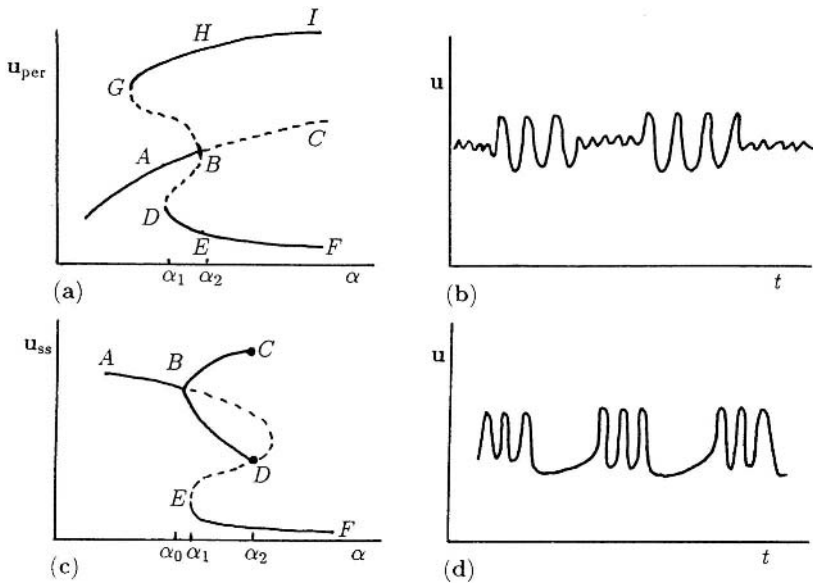 u_per
G
H
I
A
B
C
D
E
F
α₁
α₂
α
(a)
u
t
(b)
u_ss
A
B
C
D
E
F
α₀
α₁
α₂
α
(c)
u
t
(d)